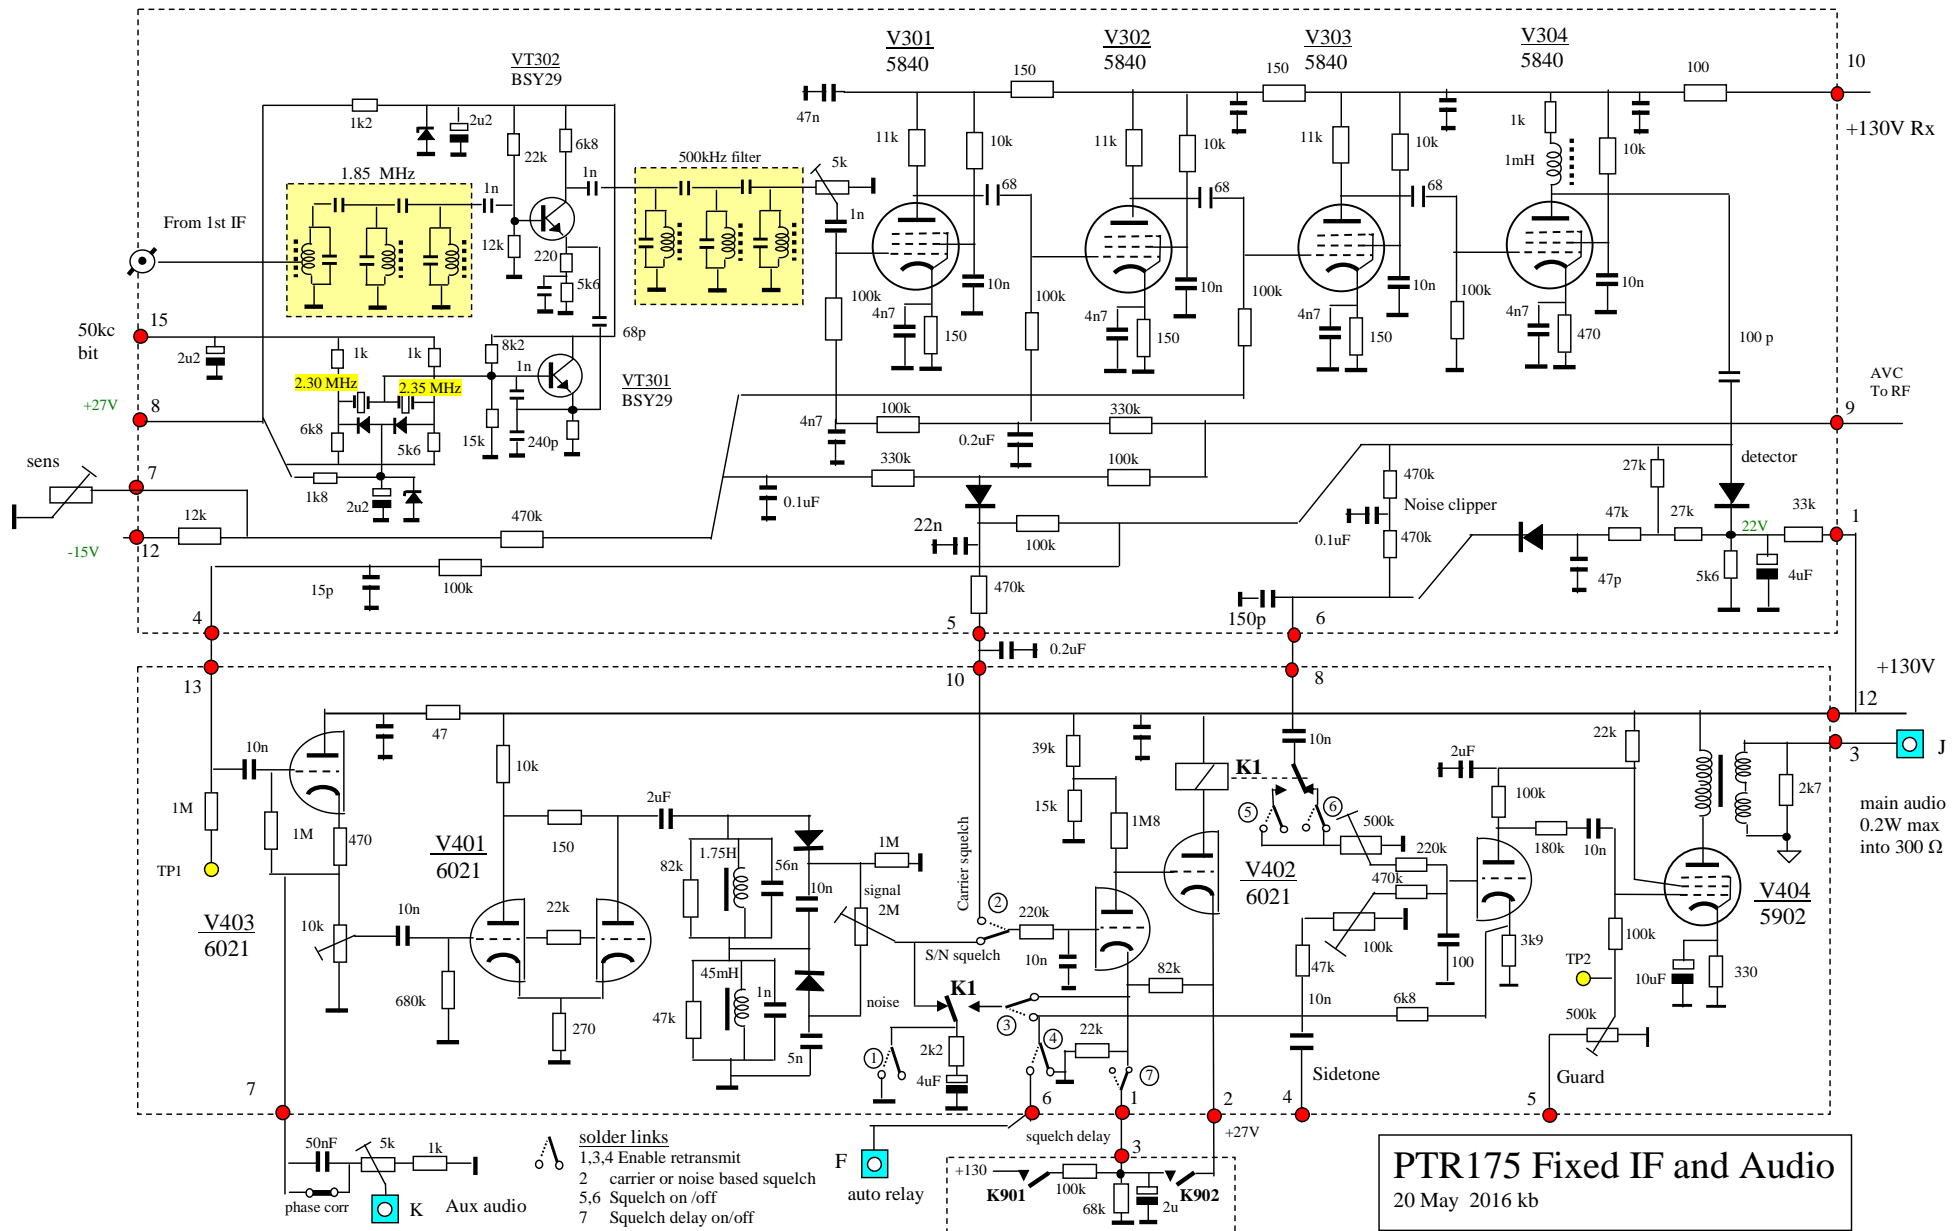 V301
5840
V302
5840
V303
5840
V304
5840
VT302
BSY29
150
150
100
10
+130V Rx
47n
1k2
2u2
22k
6k8
11k
10k
11k
10k
11k
10k
1k
1mH
10k
1.85 MHz
1n
1n
500kHz filter
5k
1n
68
68
68
From 1st IF
12k
220
5k6
68p
100k
4n7
150
10n
100k
4n7
150
10n
100k
4n7
150
10n
100k
4n7
470
10n
100 p
50kc
bit
15
2u2
1k
1k
2.30 MHz
2.35 MHz
8k2
1n
VT301
BSY29
AVC
To RF
+27V
8
6k8
5k6
15k
240p
4n7
100k
0.2uF
330k
9
sens
7
1k8
2u2
330k
100k
0.1uF
470k
Noise clipper
27k
detector
12k
470k
22n
100k
0.1uF
470k
47k
27k
22V
33k
1
-15V
12
15p
100k
470k
47p
5k6
4uF
150p
4
5
6
0.2uF
13
10
8
+130V
12
47
10n
1M
TP1
1M
470
10k
V401
6021
150
2uF
39k
15k
1M8
K1
10n
5
6
500k
2uF
22k
100k
3
J
2k7
main audio
0.2W max
into 300 Ω
82k
1.75H
56n
10n
1M
signal
2M
Carrier squelch
2
220k
V402
6021
220k
470k
180k
10n
V404
5902
V403
6021
10k
10n
22k
680k
270
45mH
47k
1n
5n
noise
S/N squelch
10n
82k
47k
100k
100
3k9
TP2
100k
10uF
330
K1
3
4
22k
10n
6k8
500k
1
2k2
4uF
7
Sidetone
Guard
7
6
1
2
+27V
4
5
50nF
5k
1k
phase corr
K
Aux audio
solder links
1,3,4 Enable retransmit
2 carrier or noise based squelch
5,6 Squelch on /off
7 Squelch delay on/off
F
auto relay
squelch delay
3
+130
K901
100k
68k
2u
K902
PTR175 Fixed IF and Audio
20 May 2016 kb